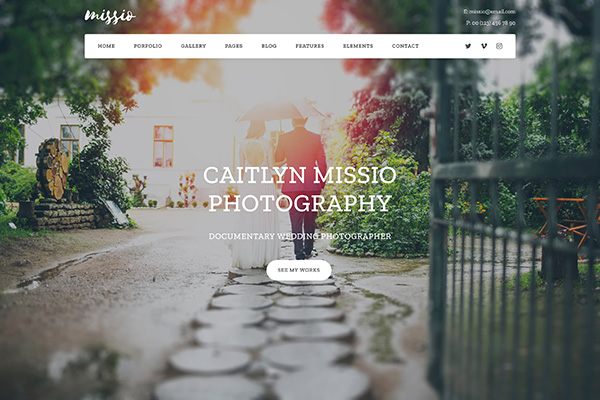 missio
E: missio@email.com
P: 00 (123) 456 78 90
HOME PORFOLIO GALLERY PAGES BLOG FEATURES ELEMENTS CONTACT
CAITLYN MISSIO
PHOTOGRAPHY
DOCUMENTARY WEDDING PHOTOGRAPHER
SEE MY WORKS